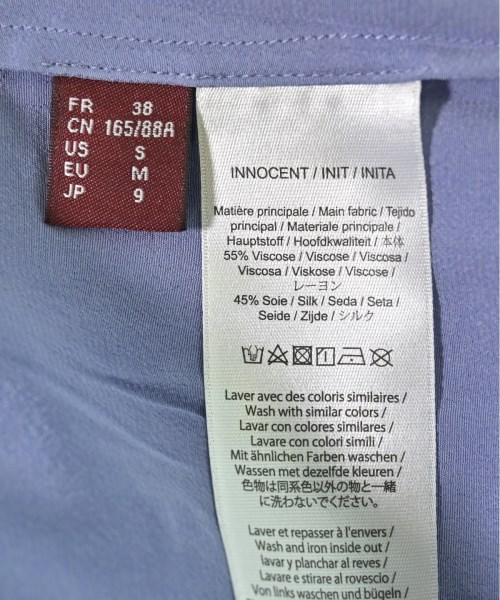 FR 38
CN 165/88A
US S
EU M
JP 9
INNOCENT / INIT / INITA
Matière principale / Main fabric / Tejido
principal / Materiale principale /
Hauptstoff / Hoofdkwaliteit / 本体
55% Viscose / Viscose / Viscosa /
Viscosa / Viskose / Viscose /
レーヨン
45% Soie / Silk / Seda / Seta /
Seide / Zijde / シルク
Laver avec des coloris similaires /
Wash with similar colors /
Lavar con colores similares /
Lavare con colori simili /
Mit ähnlichen Farben waschen /
Wassen met dezelfde kleuren /
色物は同系色以外の物と一緒
に洗わないでください。
Laver et repasser à l'envers /
Wash and iron inside out /
lavar y planchar al reves /
Lavare e stirare al rovescio /
Von links waschen und bügeln /